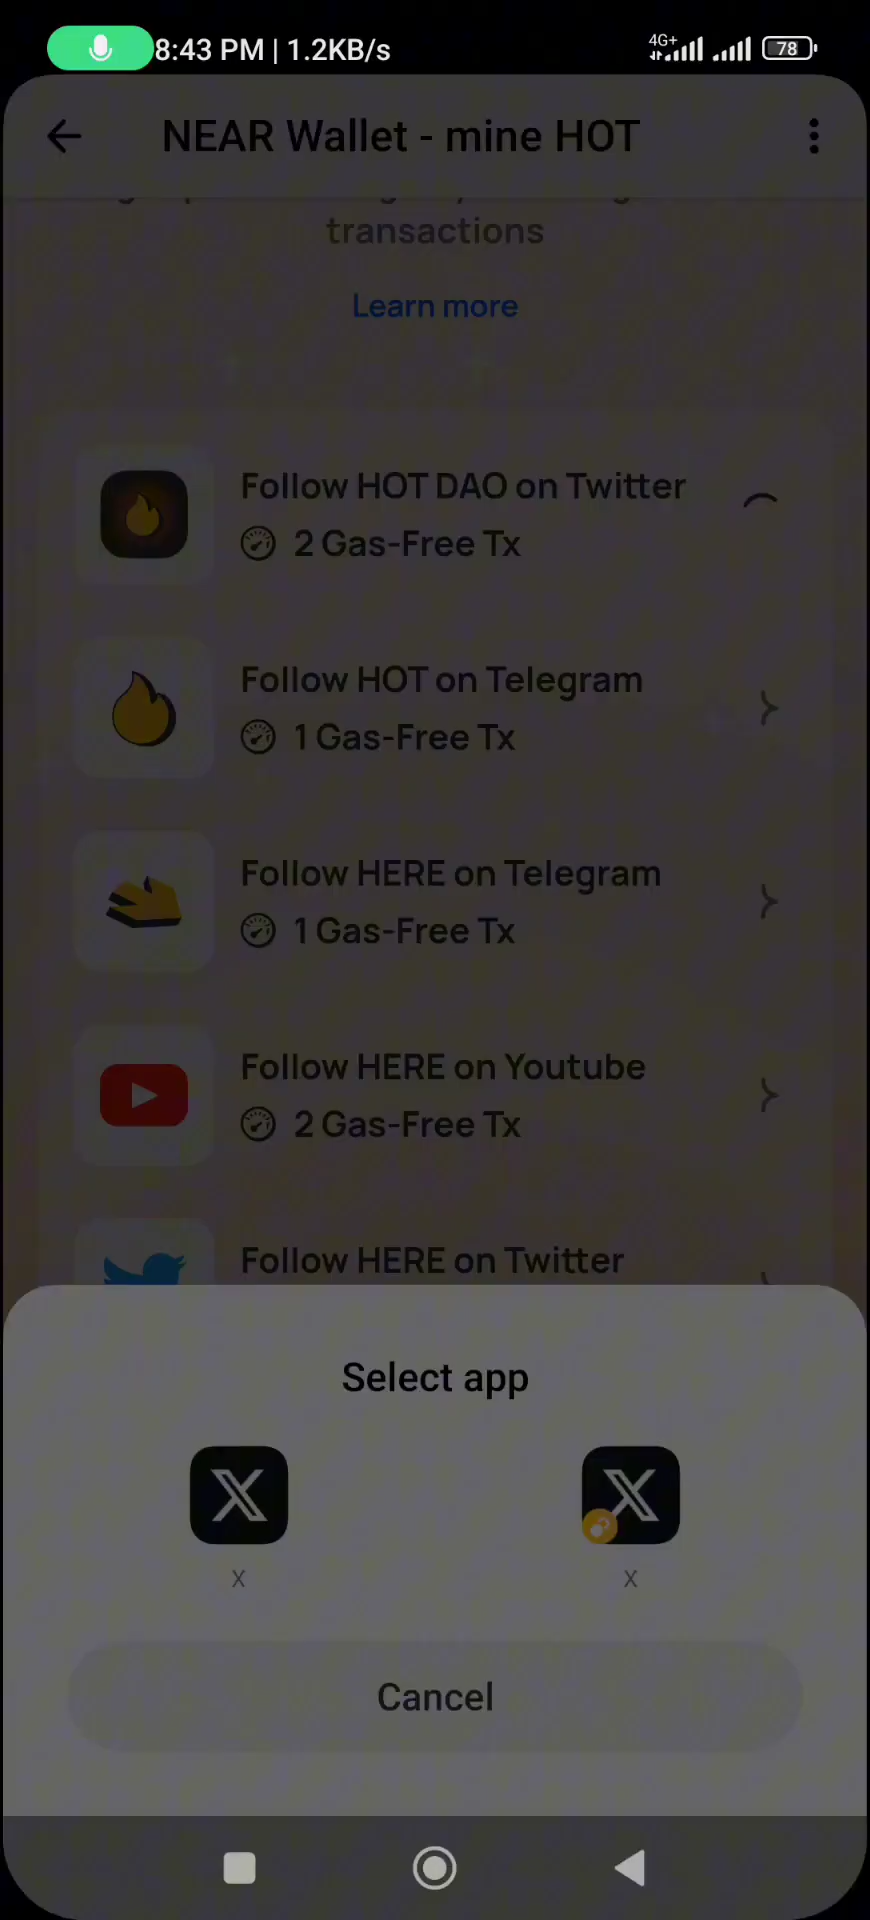 8:43 PM | 1.2KB/s
4G+
78
NEAR Wallet - mine HOT
transactions
Learn more
Follow HOT DAO on Twitter
2 Gas-Free Tx
Follow HOT on Telegram
1 Gas-Free Tx
Follow HERE on Telegram
1 Gas-Free Tx
Follow HERE on Youtube
2 Gas-Free Tx
Follow HERE on Twitter
Select app
X
X
Cancel